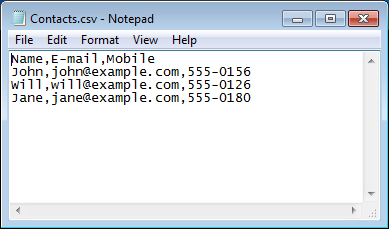 Contacts.csv - Notepad
File Edit Format View Help
Name,E-mail,Mobile
John,john@example.com,555-0156
Will,will@example.com,555-0126
Jane,jane@example.com,555-0180